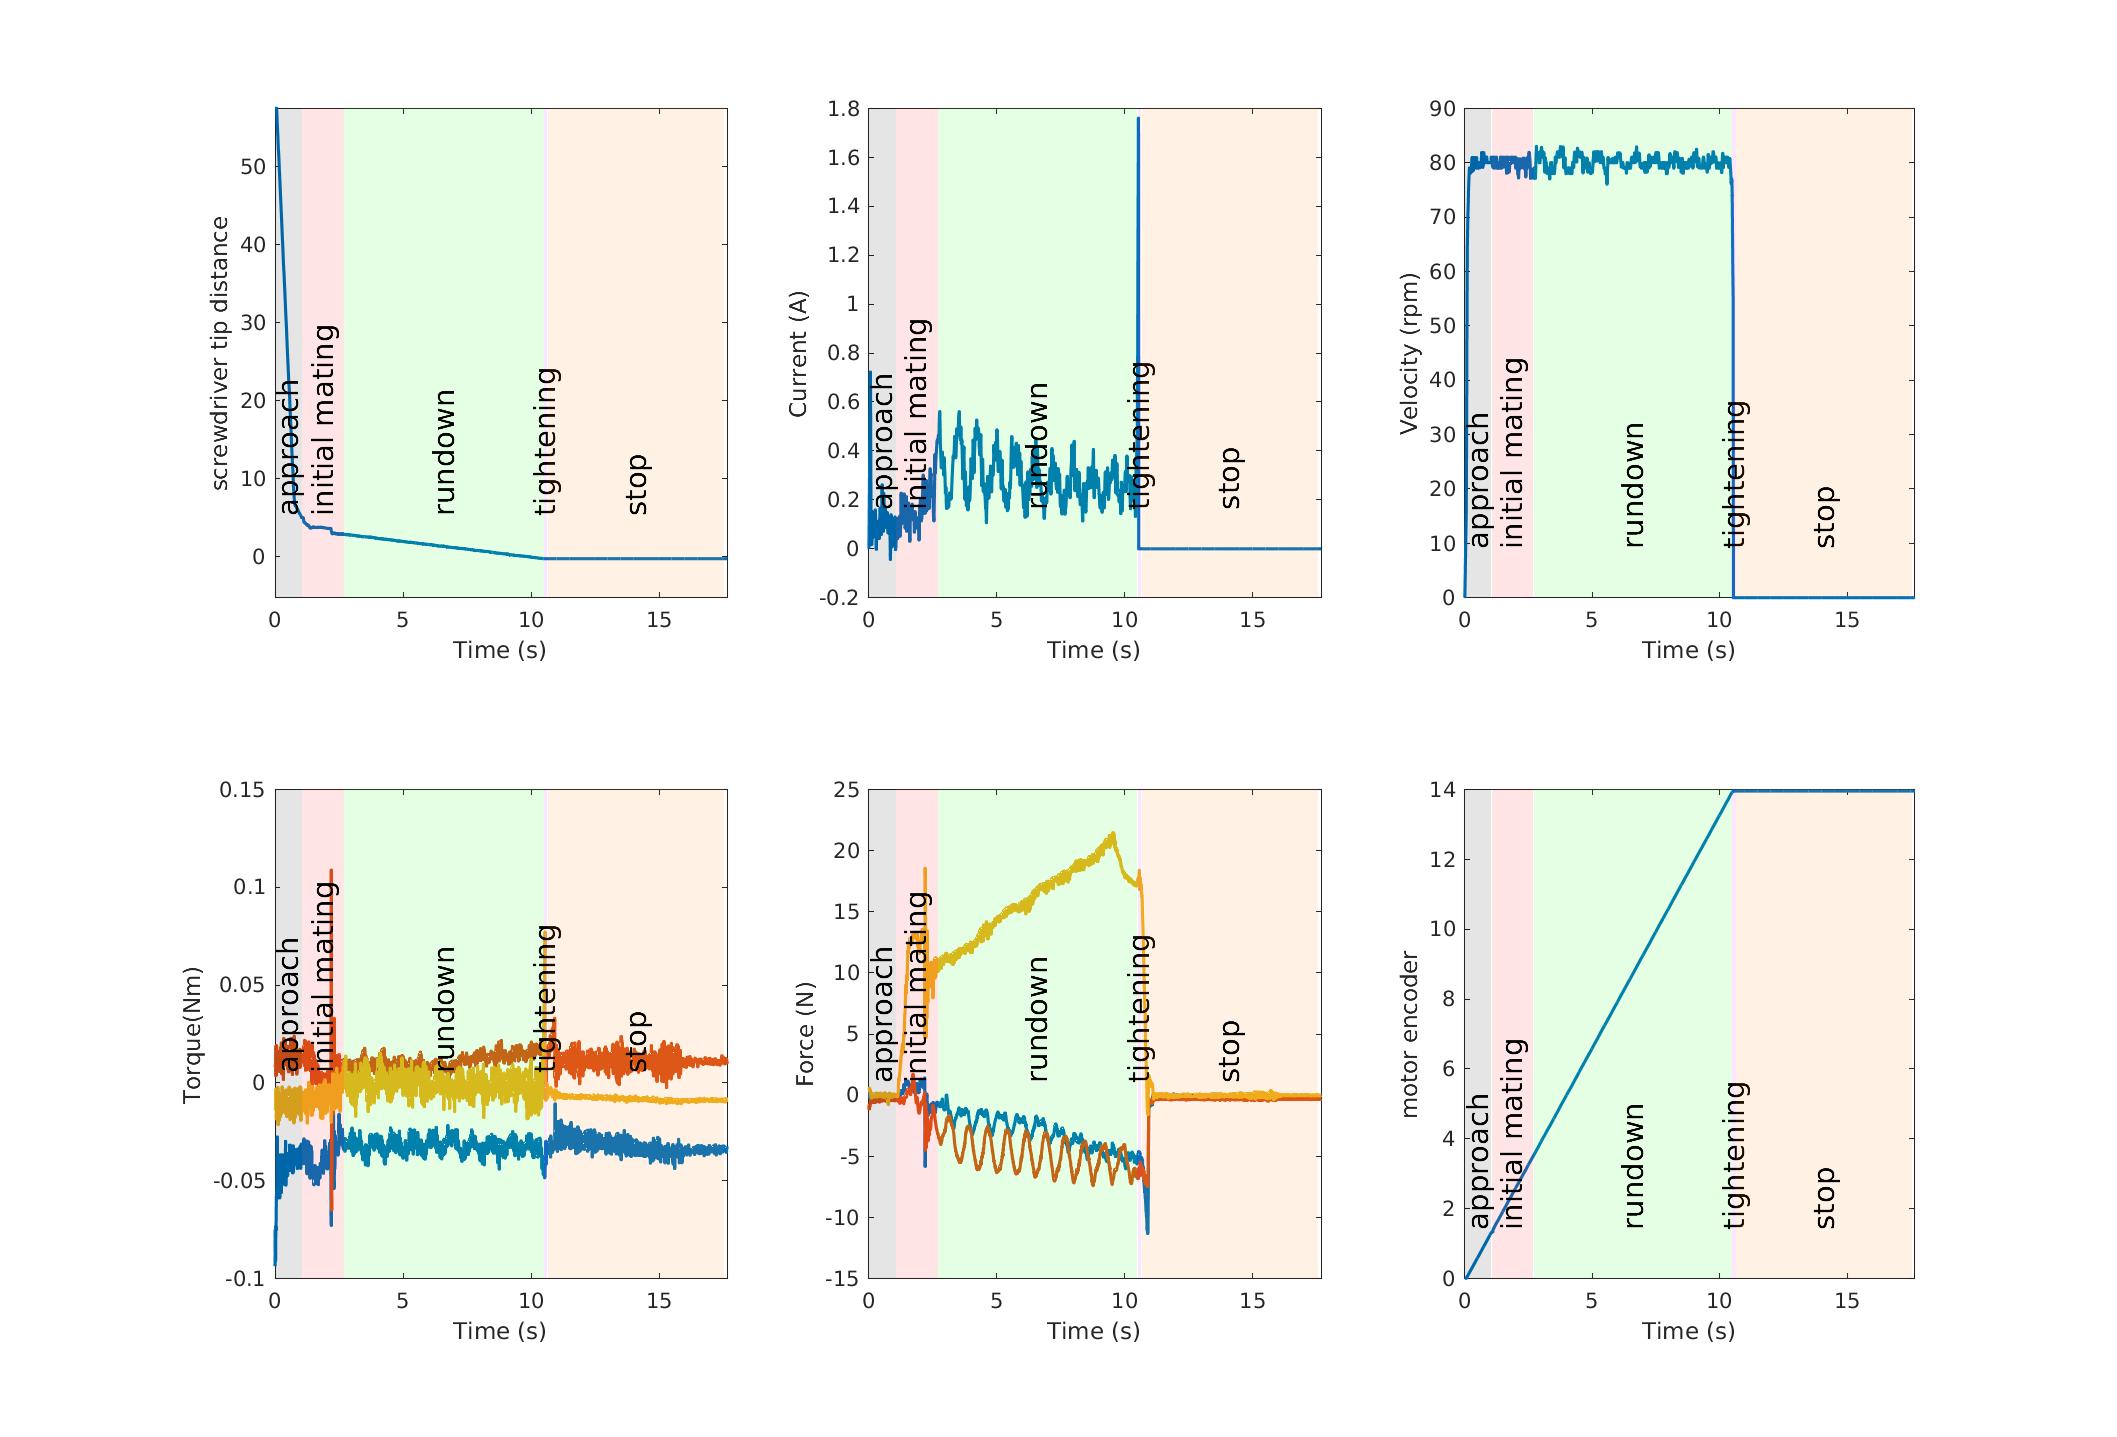 screwdriver tip distance
50
40
30
20
10
0
approach
initial mating
rundown
tightening
stop
0
5
10
15
Time (s)
Current (A)
1.8
1.6
1.4
1.2
1
0.8
0.6
0.4
0.2
0
-0.2
approach
initial mating
rundown
tightening
stop
0
5
10
15
Time (s)
Velocity (rpm)
90
80
70
60
50
40
30
20
10
0
approach
initial mating
rundown
tightening
stop
0
5
10
15
Time (s)
Torque(Nm)
0.15
0.1
0.05
0
-0.05
-0.1
approach
initial mating
rundown
tightening
stop
0
5
10
15
Time (s)
Force (N)
25
20
15
10
5
0
-5
-10
-15
approach
initial mating
rundown
tightening
stop
0
5
10
15
Time (s)
motor encoder
14
12
10
8
6
4
2
0
approach
initial mating
rundown
tightening
stop
0
5
10
15
Time (s)